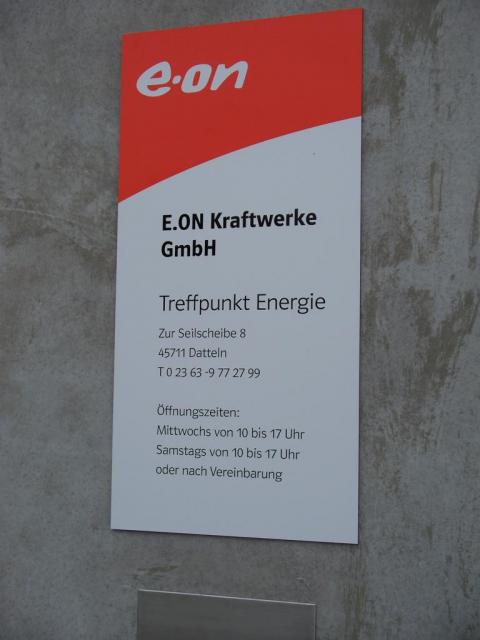 e·on
E.ON Kraftwerke
GmbH
Treffpunkt Energie
Zur Seilscheibe 8
45711 Datteln
T 0 23 63 -9 77 27 99
Öffnungszeiten:
Mittwochs von 10 bis 17 Uhr
Samstags von 10 bis 17 Uhr
oder nach Vereinbarung